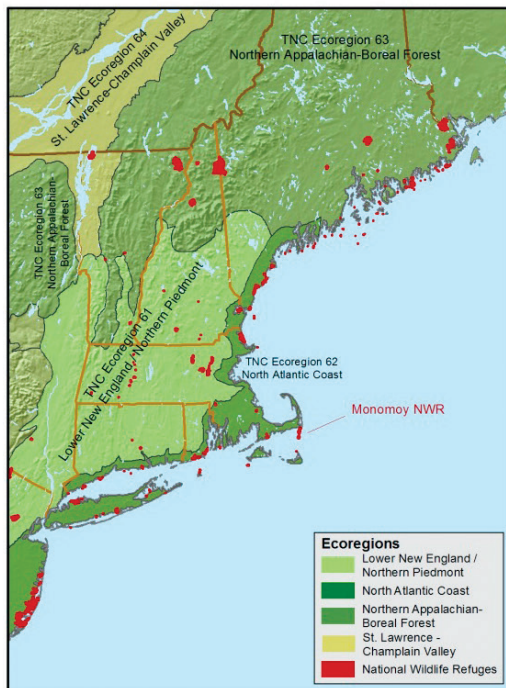 TNC Ecoregion 64
St. Lawrence-Champlain Valley
TNC Ecoregion 63
Northern Appalachian-Boreal Forest
TNC Ecoregion 63
Northern Appalachian-
Boreal Forest
TNC Ecoregion 61
Lower New England / Northern Piedmont
TNC Ecoregion 62
North Atlantic Coast
Monomoy NWR
Ecoregions
Lower New England /
Northern Piedmont
North Atlantic Coast
Northern Appalachian-
Boreal Forest
St. Lawrence -
Champlain Valley
National Wildlife Refuges